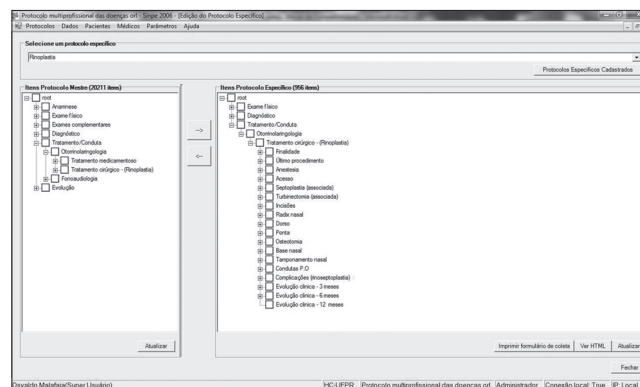 Protocolo multiprofissional das doenças orl - Sinpe 2006 - [Edição do Protocolo Específico]
Protocolos Dados Pacientes Médicos Parâmetros Ajuda
Selecione um protocolo específico
Rinoplastia
Protocolos Específicos Cadastrados
Itens Protocolo Mestre (20211 itens)
root
Anamnese
Exame físico
Exames complementares
Diagnóstico
Tratamento/Conduta
Otorrinolaringologia
Tratamento medicamentoso
Tratamento cirúrgico - (Rinoplastia)
Fonoaudiologia
Evolução
Atualizar
-->
<--
Itens Protocolo Específico (956 itens)
root
Exame físico
Diagnóstico
Tratamento/Conduta
Otorrinolaringologia
Tratamento cirúrgico - (Rinoplastia)
Finalidade
Último procedimento
Anestesia
Acesso
Septoplastia (associada)
Turbinectomia (associada)
Incisões
Radix nasal
Dorso
Ponta
Osteotomia
Base nasal
Tamponamento nasal
Condutas P.O
Complicações (rinoseptoplastia)
Evolução clínica - 3 meses
Evolução clínica - 6 meses
Evolução clínica - 12 meses
Imprimir formulário de coleta Ver HTML Atualizar
Fechar
Osvaldo Malafaia(Super Usuário) HC-UFPR Protocolo multiprofissional das doenças orl Administrador Conexão local: True IP: Local